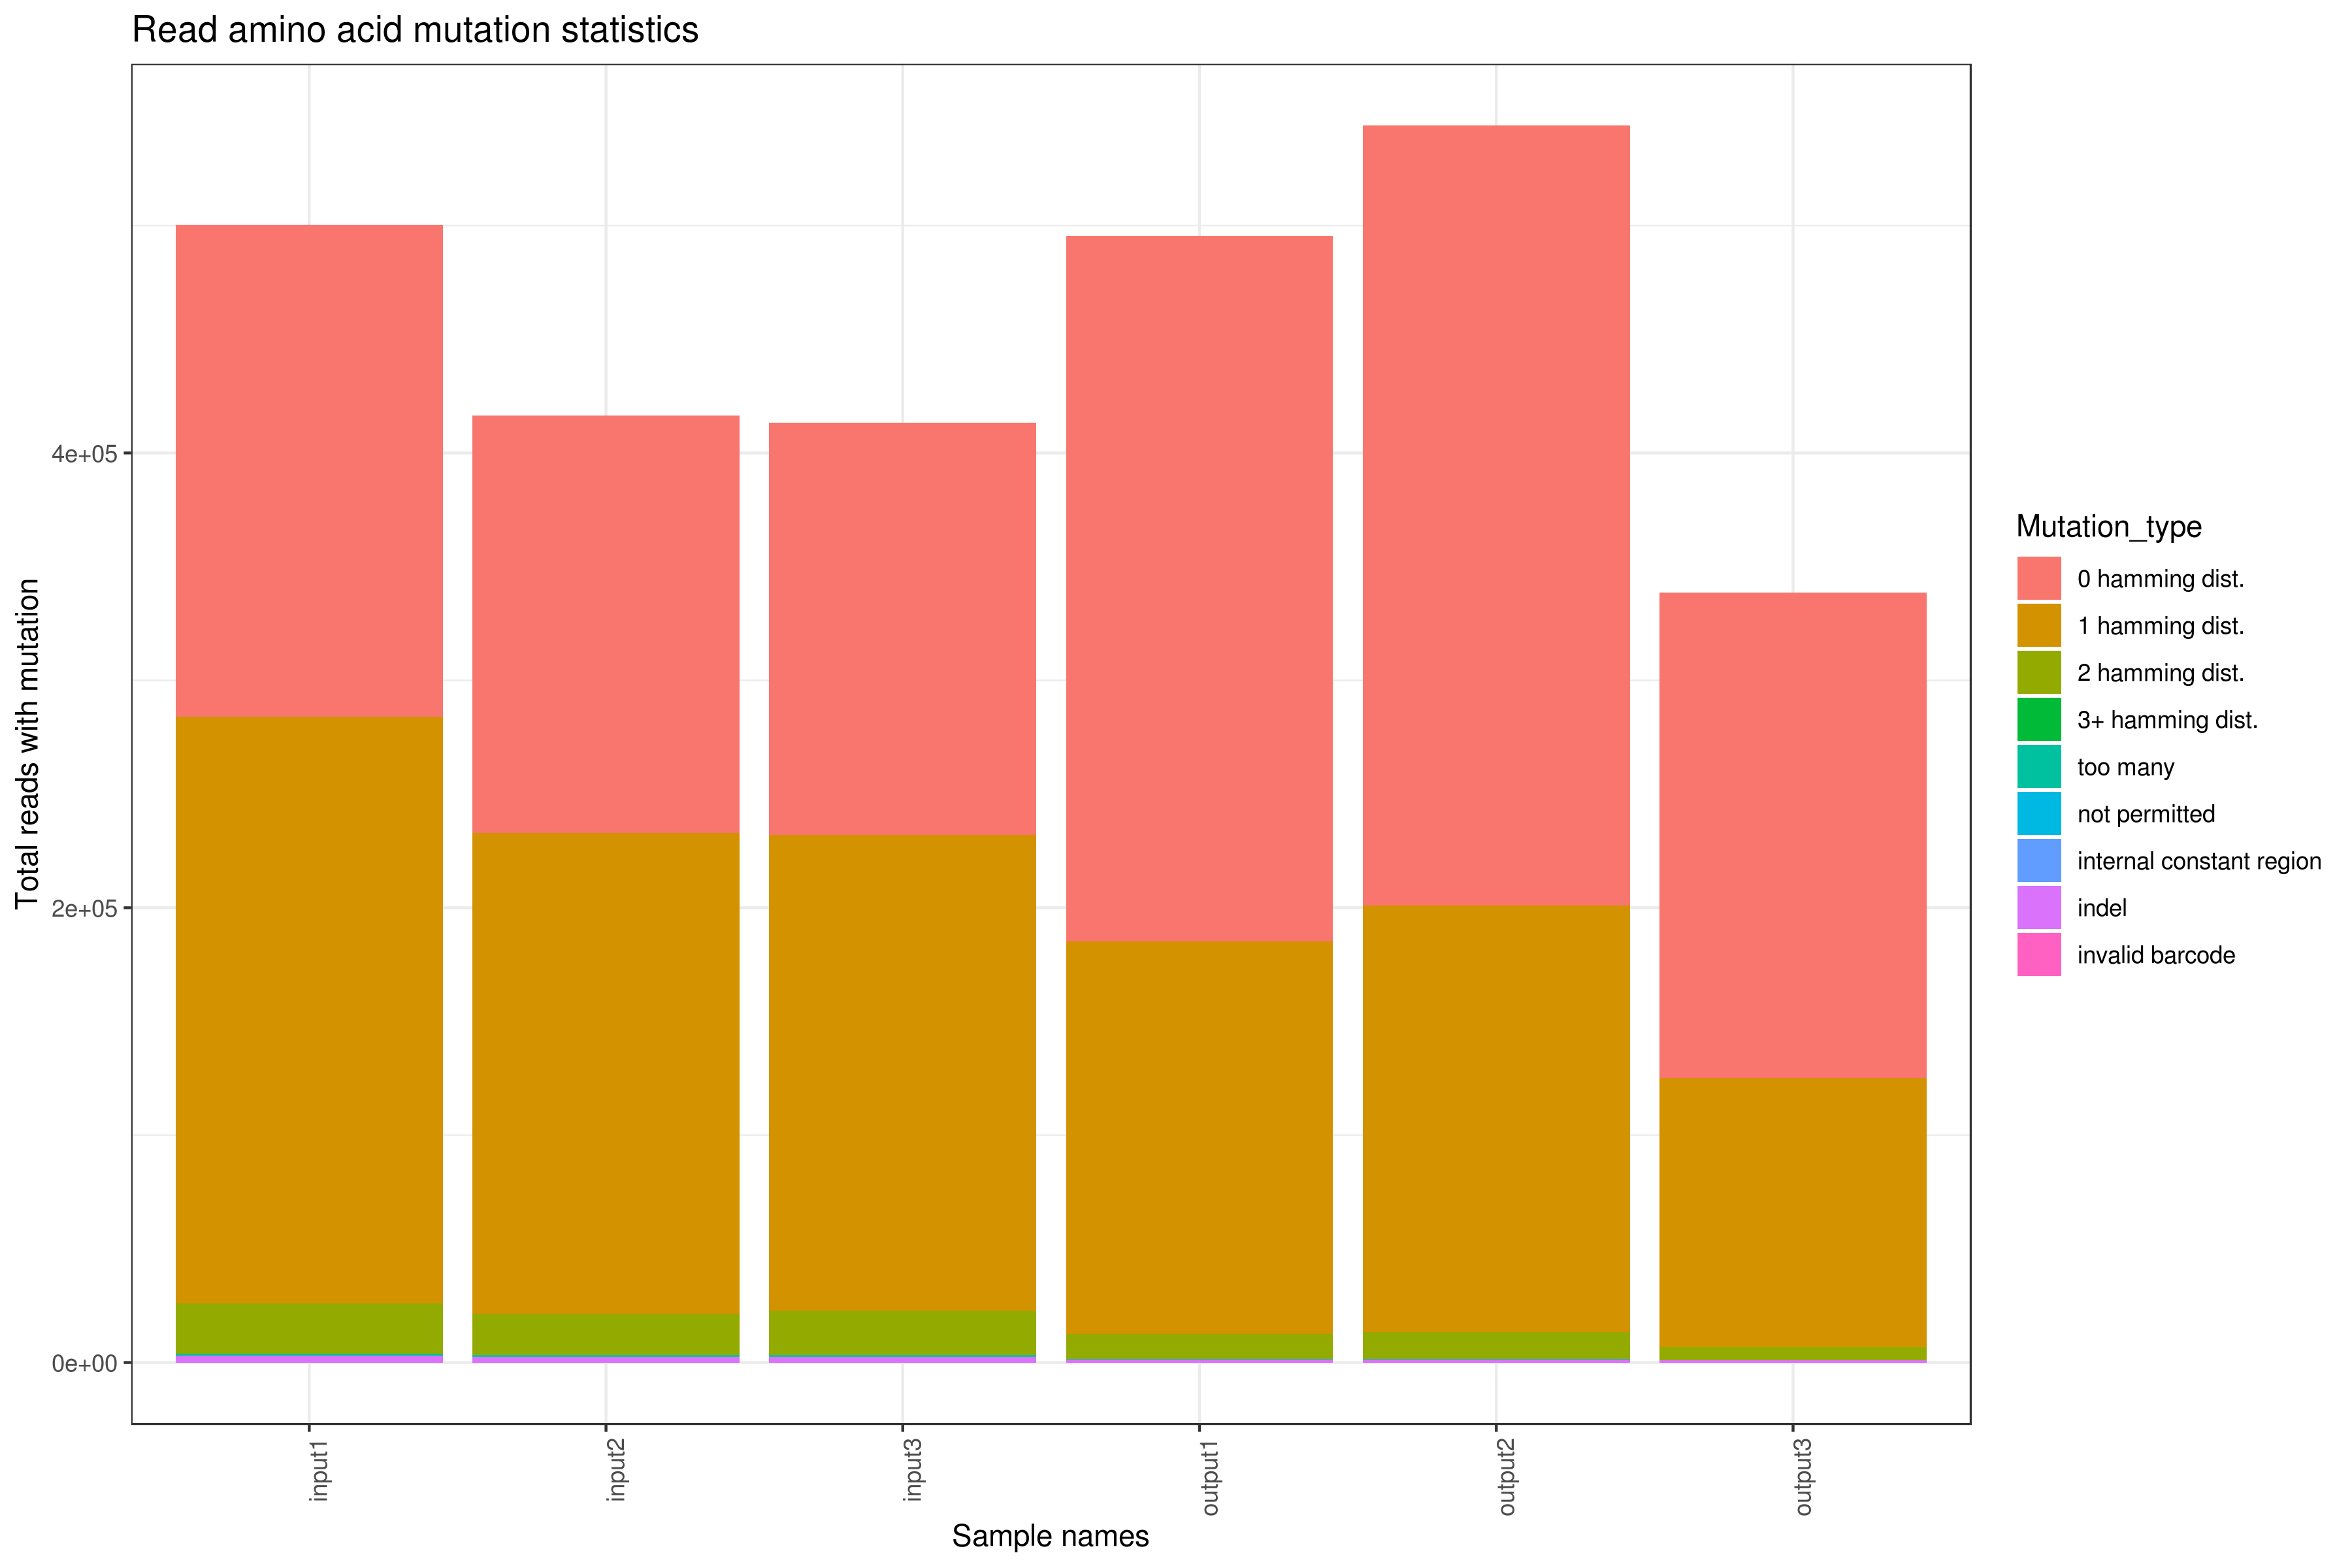 Read amino acid mutation statistics
Total reads with mutation
4e+05
2e+05
0e+00
input1
input2
input3
output1
output2
output3
Sample names
Mutation_type
0 hamming dist.
1 hamming dist.
2 hamming dist.
3+ hamming dist.
too many
not permitted
internal constant region
indel
invalid barcode